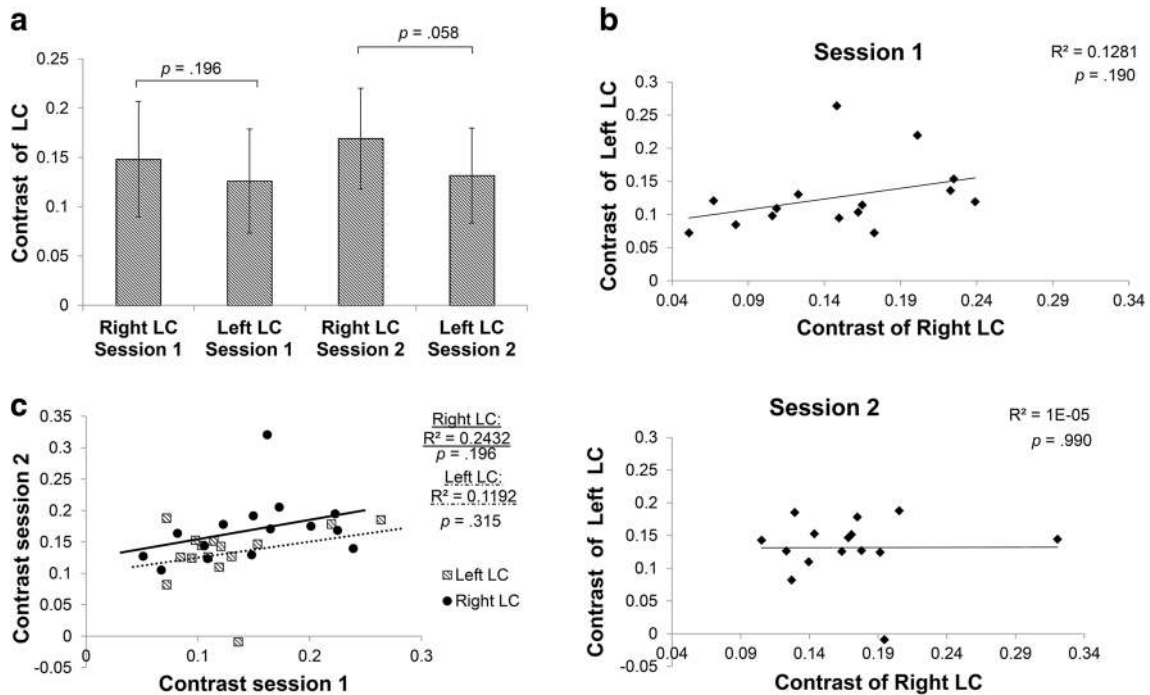 a
p = .196
p = .058
Contrast of LC
0.25
0.2
0.15
0.1
0.05
0
Right LC Session 1
Left LC Session 1
Right LC Session 2
Left LC Session 2
b
Session 1
R² = 0.1281
p = .190
Contrast of Left LC
0.3
0.25
0.2
0.15
0.1
0.05
0
0.04 0.09 0.14 0.19 0.24 0.29 0.34
Contrast of Right LC
c
Contrast session 2
0.35
0.3
0.25
0.2
0.15
0.1
0.05
0
-0.05
0 0.1 0.2 0.3
Contrast session 1
Right LC:
R² = 0.2432
p = .196
Left LC:
R² = 0.1192
p = .315
Left LC
Right LC
Session 2
R² = 1E-05
p = .990
Contrast of Left LC
0.3
0.25
0.2
0.15
0.1
0.05
0
-0.05
0.04 0.09 0.14 0.19 0.24 0.29 0.34
Contrast of Right LC